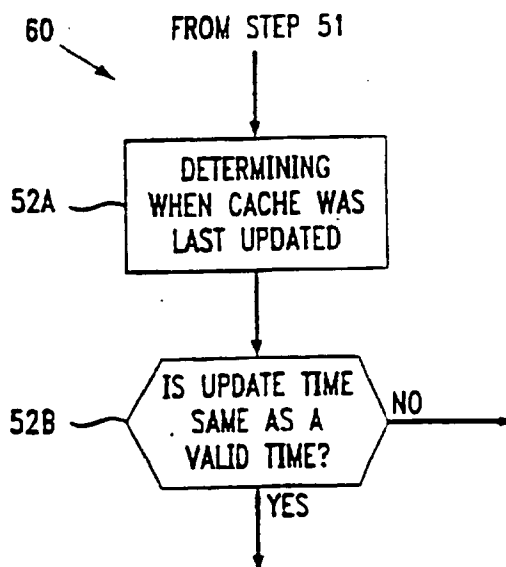 60
FROM STEP 51
52A
DETERMINING
WHEN CACHE WAS
LAST UPDATED
52B
IS UPDATE TIME
SAME AS A
VALID TIME?
NO
YES